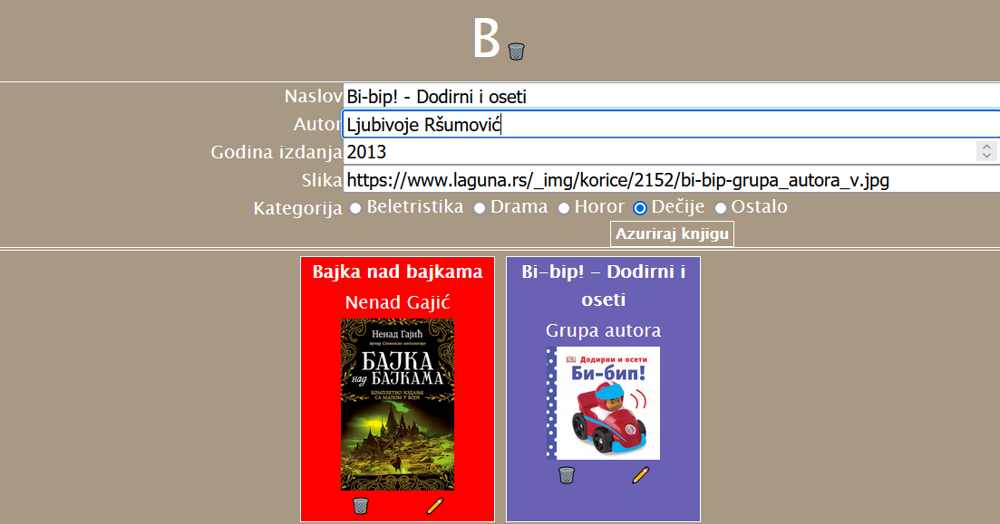 B
Naslov Bi-bip! - Dodirni i oseti
Autor Ljubivoje Ršumović
Godina izdanja 2013
Slika https://www.laguna.rs/_img/korice/2152/bi-bip-grupa_autora_v.jpg
Kategorija Beletristika Drama Horor Dečije Ostalo
Azuriraj knjigu
Bajka nad bajkama
Nenad Gajić
Ненад Гајић
Аутор Словенске митологије
БАЈКА
над БАЈКАМА
КОМПЛЕТНО ИЗДАЊЕ
СА МАПОМ У БОЈИ
Bi-bip! - Dodirni i
oseti
Grupa autora
DK Додирни и осети
Би-бип!